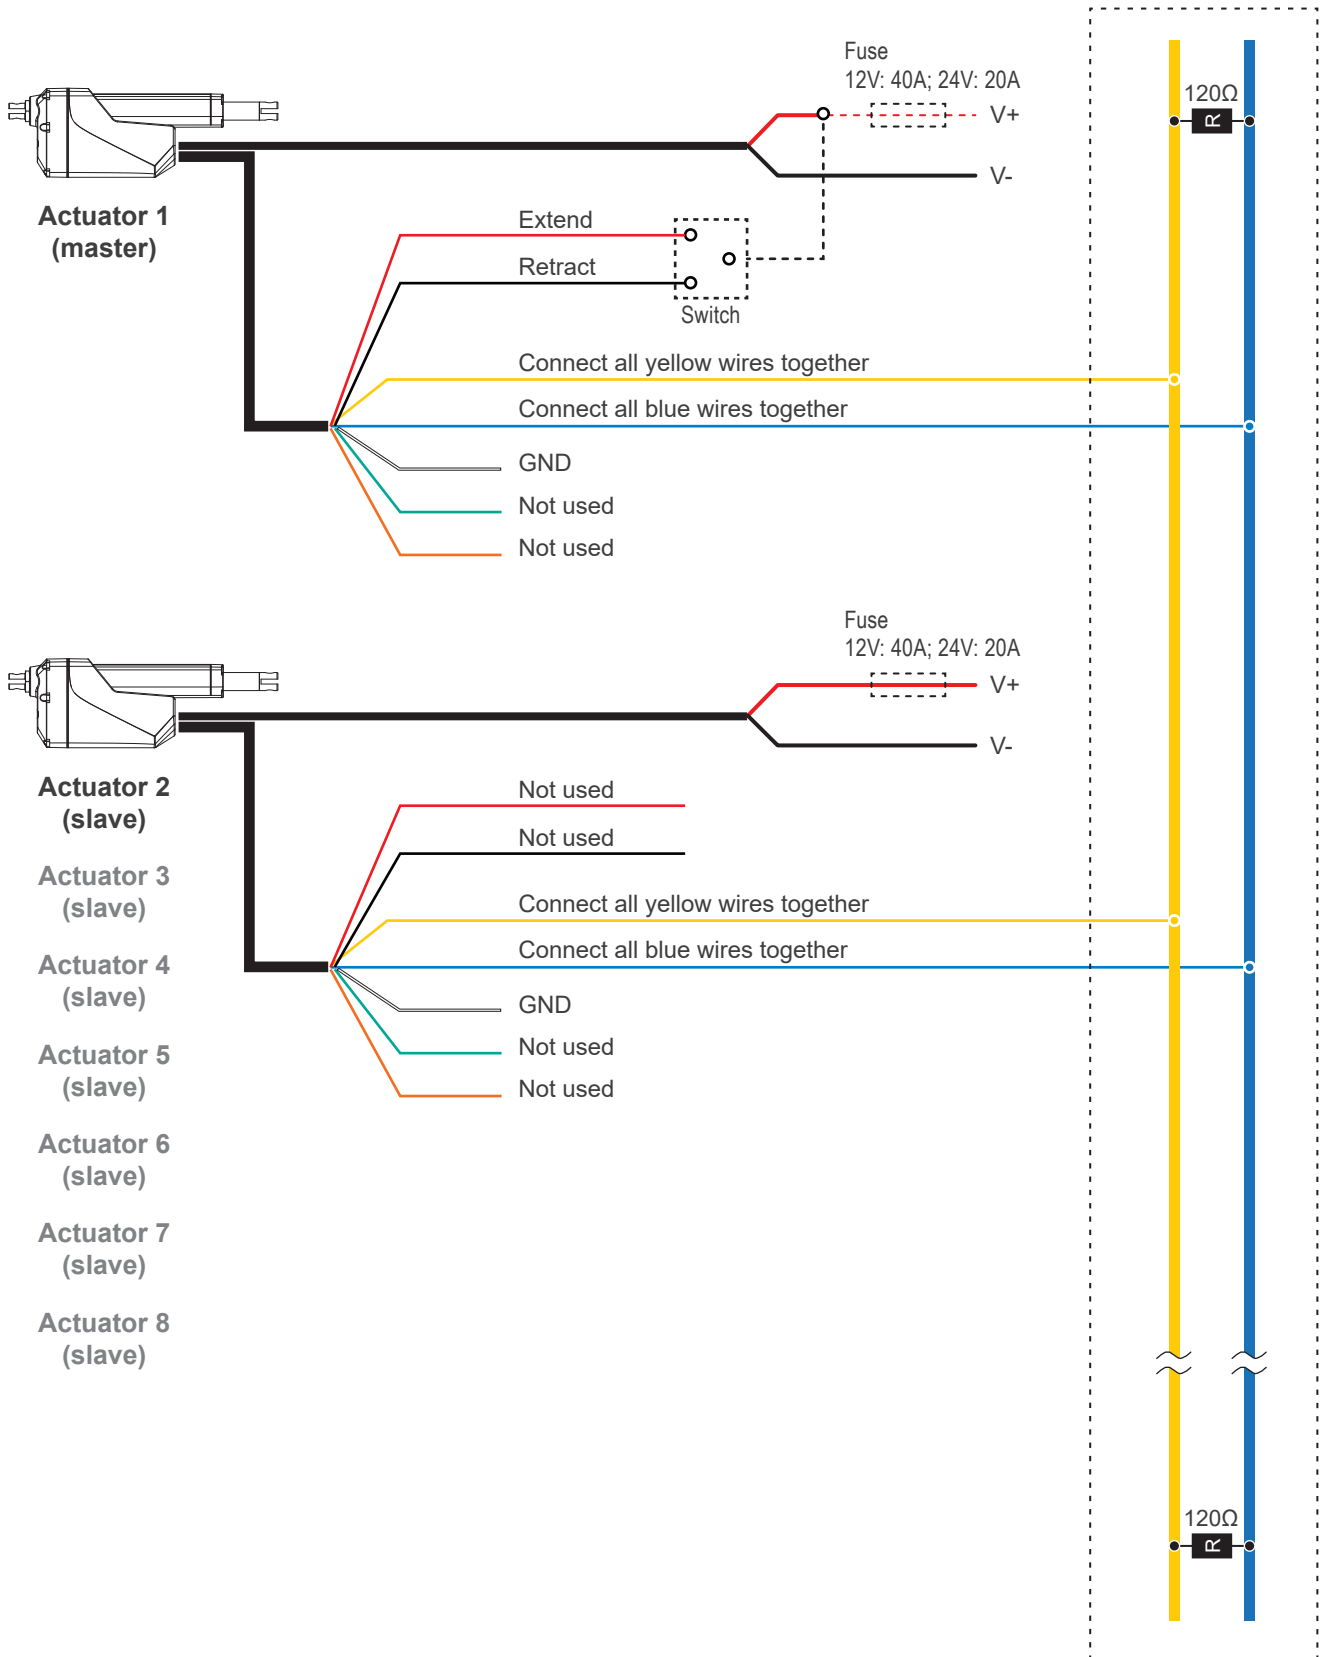 Fuse
12V: 40A; 24V: 20A
V+
V-
120Ω
R
Actuator 1
(master)
Extend
Retract
Switch
Connect all yellow wires together
Connect all blue wires together
GND
Not used
Not used
Fuse
12V: 40A; 24V: 20A
V+
V-
Actuator 2
(slave)
Not used
Not used
Connect all yellow wires together
Connect all blue wires together
GND
Not used
Not used
Actuator 3
(slave)
Actuator 4
(slave)
Actuator 5
(slave)
Actuator 6
(slave)
Actuator 7
(slave)
Actuator 8
(slave)
120Ω
R